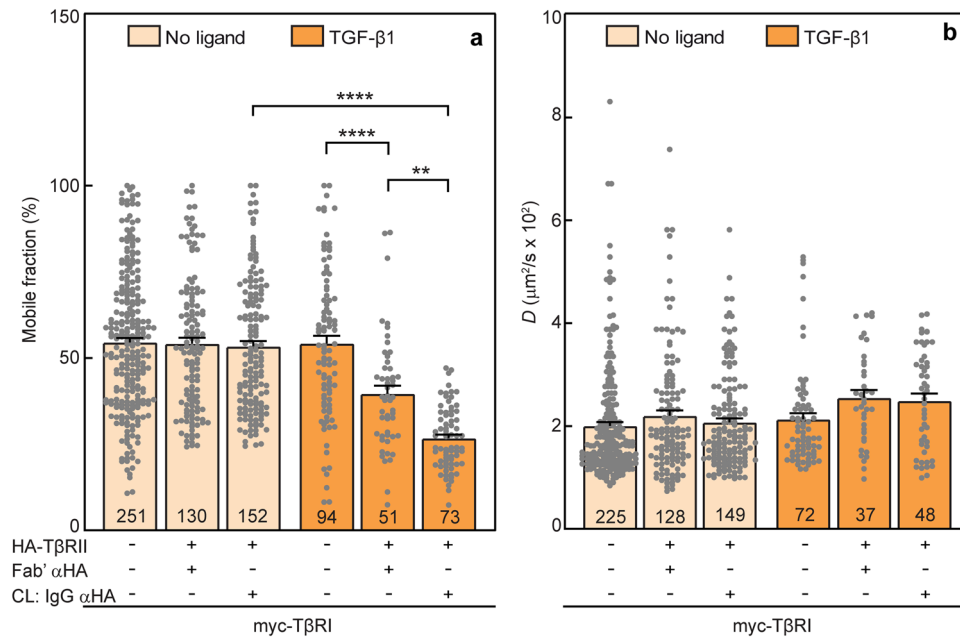 150
No ligand
TGF-β1
a
****
****
**
100
50
0
Mobile fraction (%)
251 130 152 94 51 73
HA-TβRII - + + - + +
Fab' αHA - + - - + -
CL: IgG αHA - - + - - +
myc-TβRI
10
No ligand
TGF-β1
b
8
6
4
2
0
D (μm²/s x 10²)
225 128 149 72 37 48
- + + - + +
- + - - + -
- - + - - +
myc-TβRI